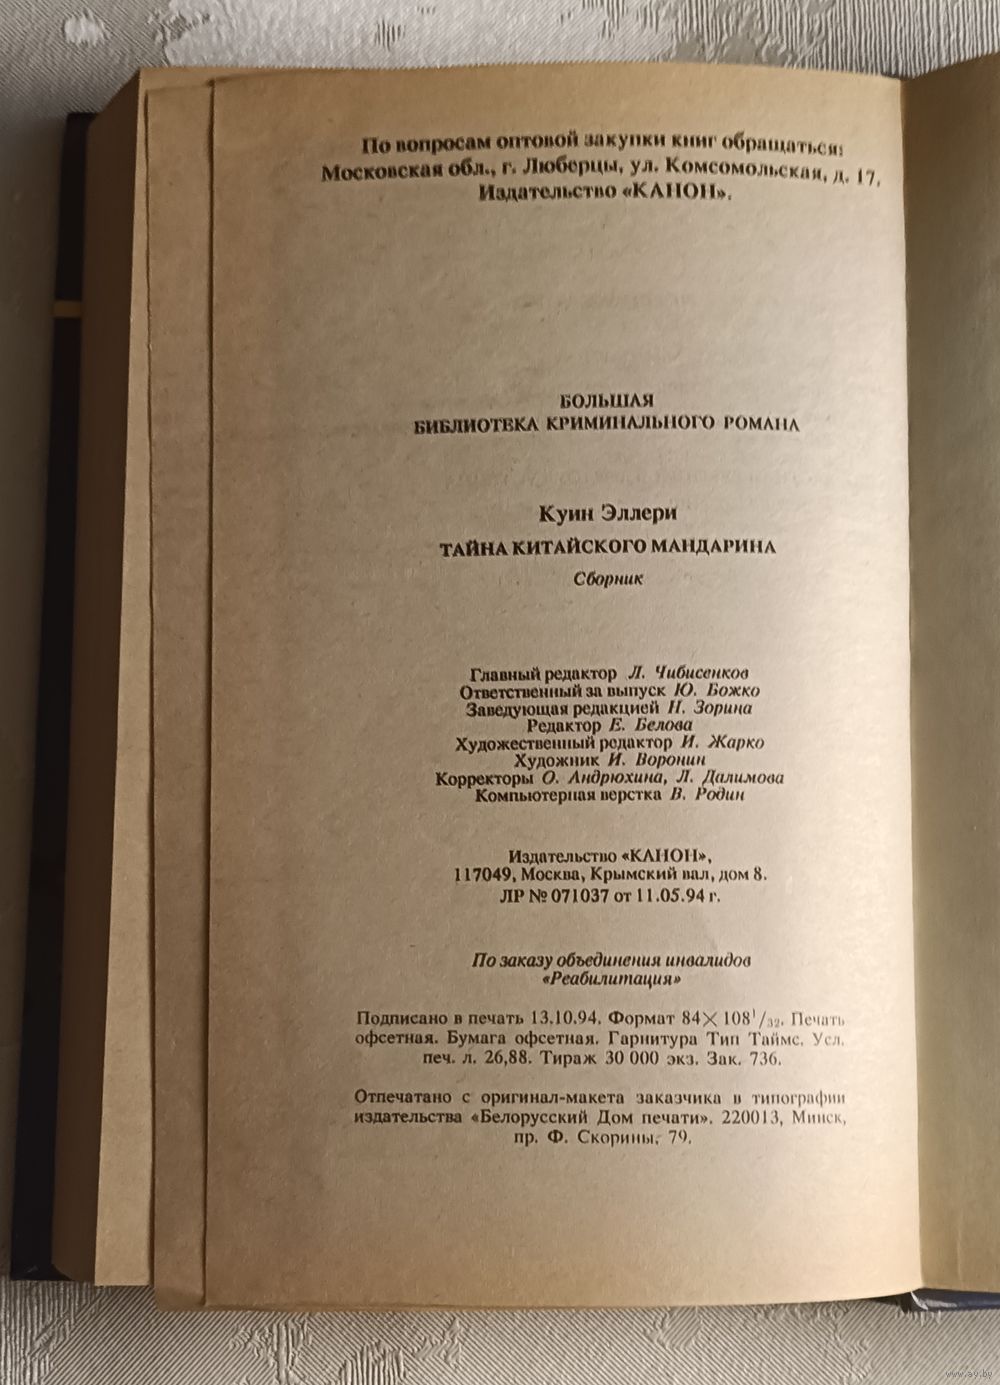 По вопросам оптовой закупки книг обращаться:
Московская обл., г. Люберцы, ул. Комсомольская, д. 17,
Издательство «КАНОН».
БОЛЬШАЯ
БИБЛИОТЕКА КРИМИНАЛЬНОГО РОМАНА
Куин Эллери
ТАЙНА КИТАЙСКОГО МАНДАРИНА
Сборник
Главный редактор Л. Чибисенков
Ответственный за выпуск Ю. Божко
Заведующая редакцией Н. Зорина
Редактор Е. Белова
Художественный редактор И. Жарко
Художник И. Воронин
Корректоры О. Андрюхина, Л. Далимова
Компьютерная верстка В. Родин
Издательство «КАНОН»,
117049, Москва, Крымский вал, дом 8.
ЛР № 071037 от 11.05.94 г.
По заказу объединения инвалидов
«Реабилитация»
Подписано в печать 13.10.94. Формат 84×108¹/₃₂. Печать
офсетная. Бумага офсетная. Гарнитура Тип Таймс. Усл.
печ. л. 26,88. Тираж 30 000 экз. Зак. 736.
Отпечатано с оригинал-макета заказчика в типографии
издательства «Белорусский Дом печати». 220013, Минск,
пр. Ф. Скорины, 79.
www.ay.by